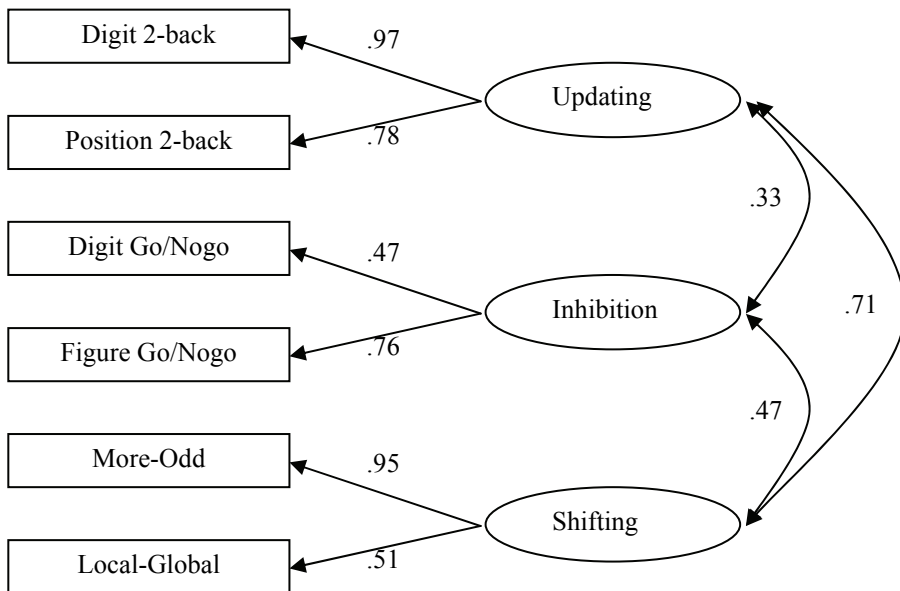 Digit 2-back
.97
Updating
Position 2-back
.78
.33
Digit Go/Nogo
.47
Inhibition
.71
Figure Go/Nogo
.76
.47
More-Odd
.95
Shifting
Local-Global
.51